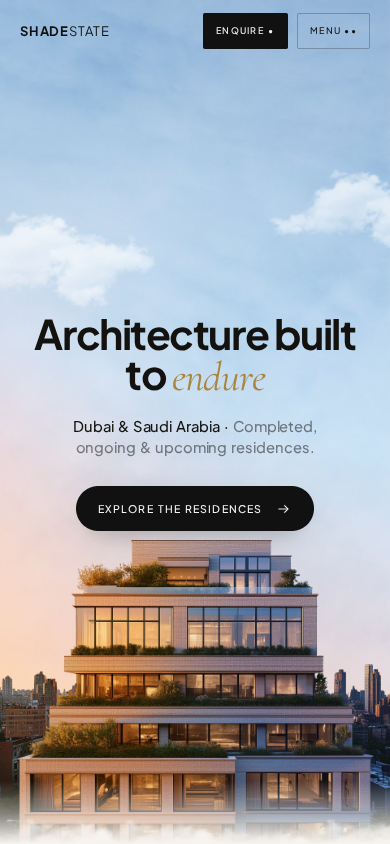 SHADESTATE
ENQUIRE •
MENU ••
Architecture built
to endure
Dubai & Saudi Arabia · Completed,
ongoing & upcoming residences.
EXPLORE THE RESIDENCES →